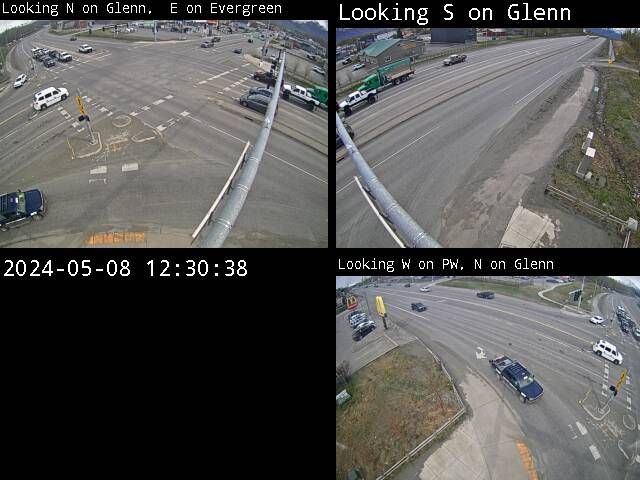 Looking N on Glenn, E on Evergreen
Looking S on Glenn
2024-05-08 12:30:38
Looking W on PW, N on Glenn